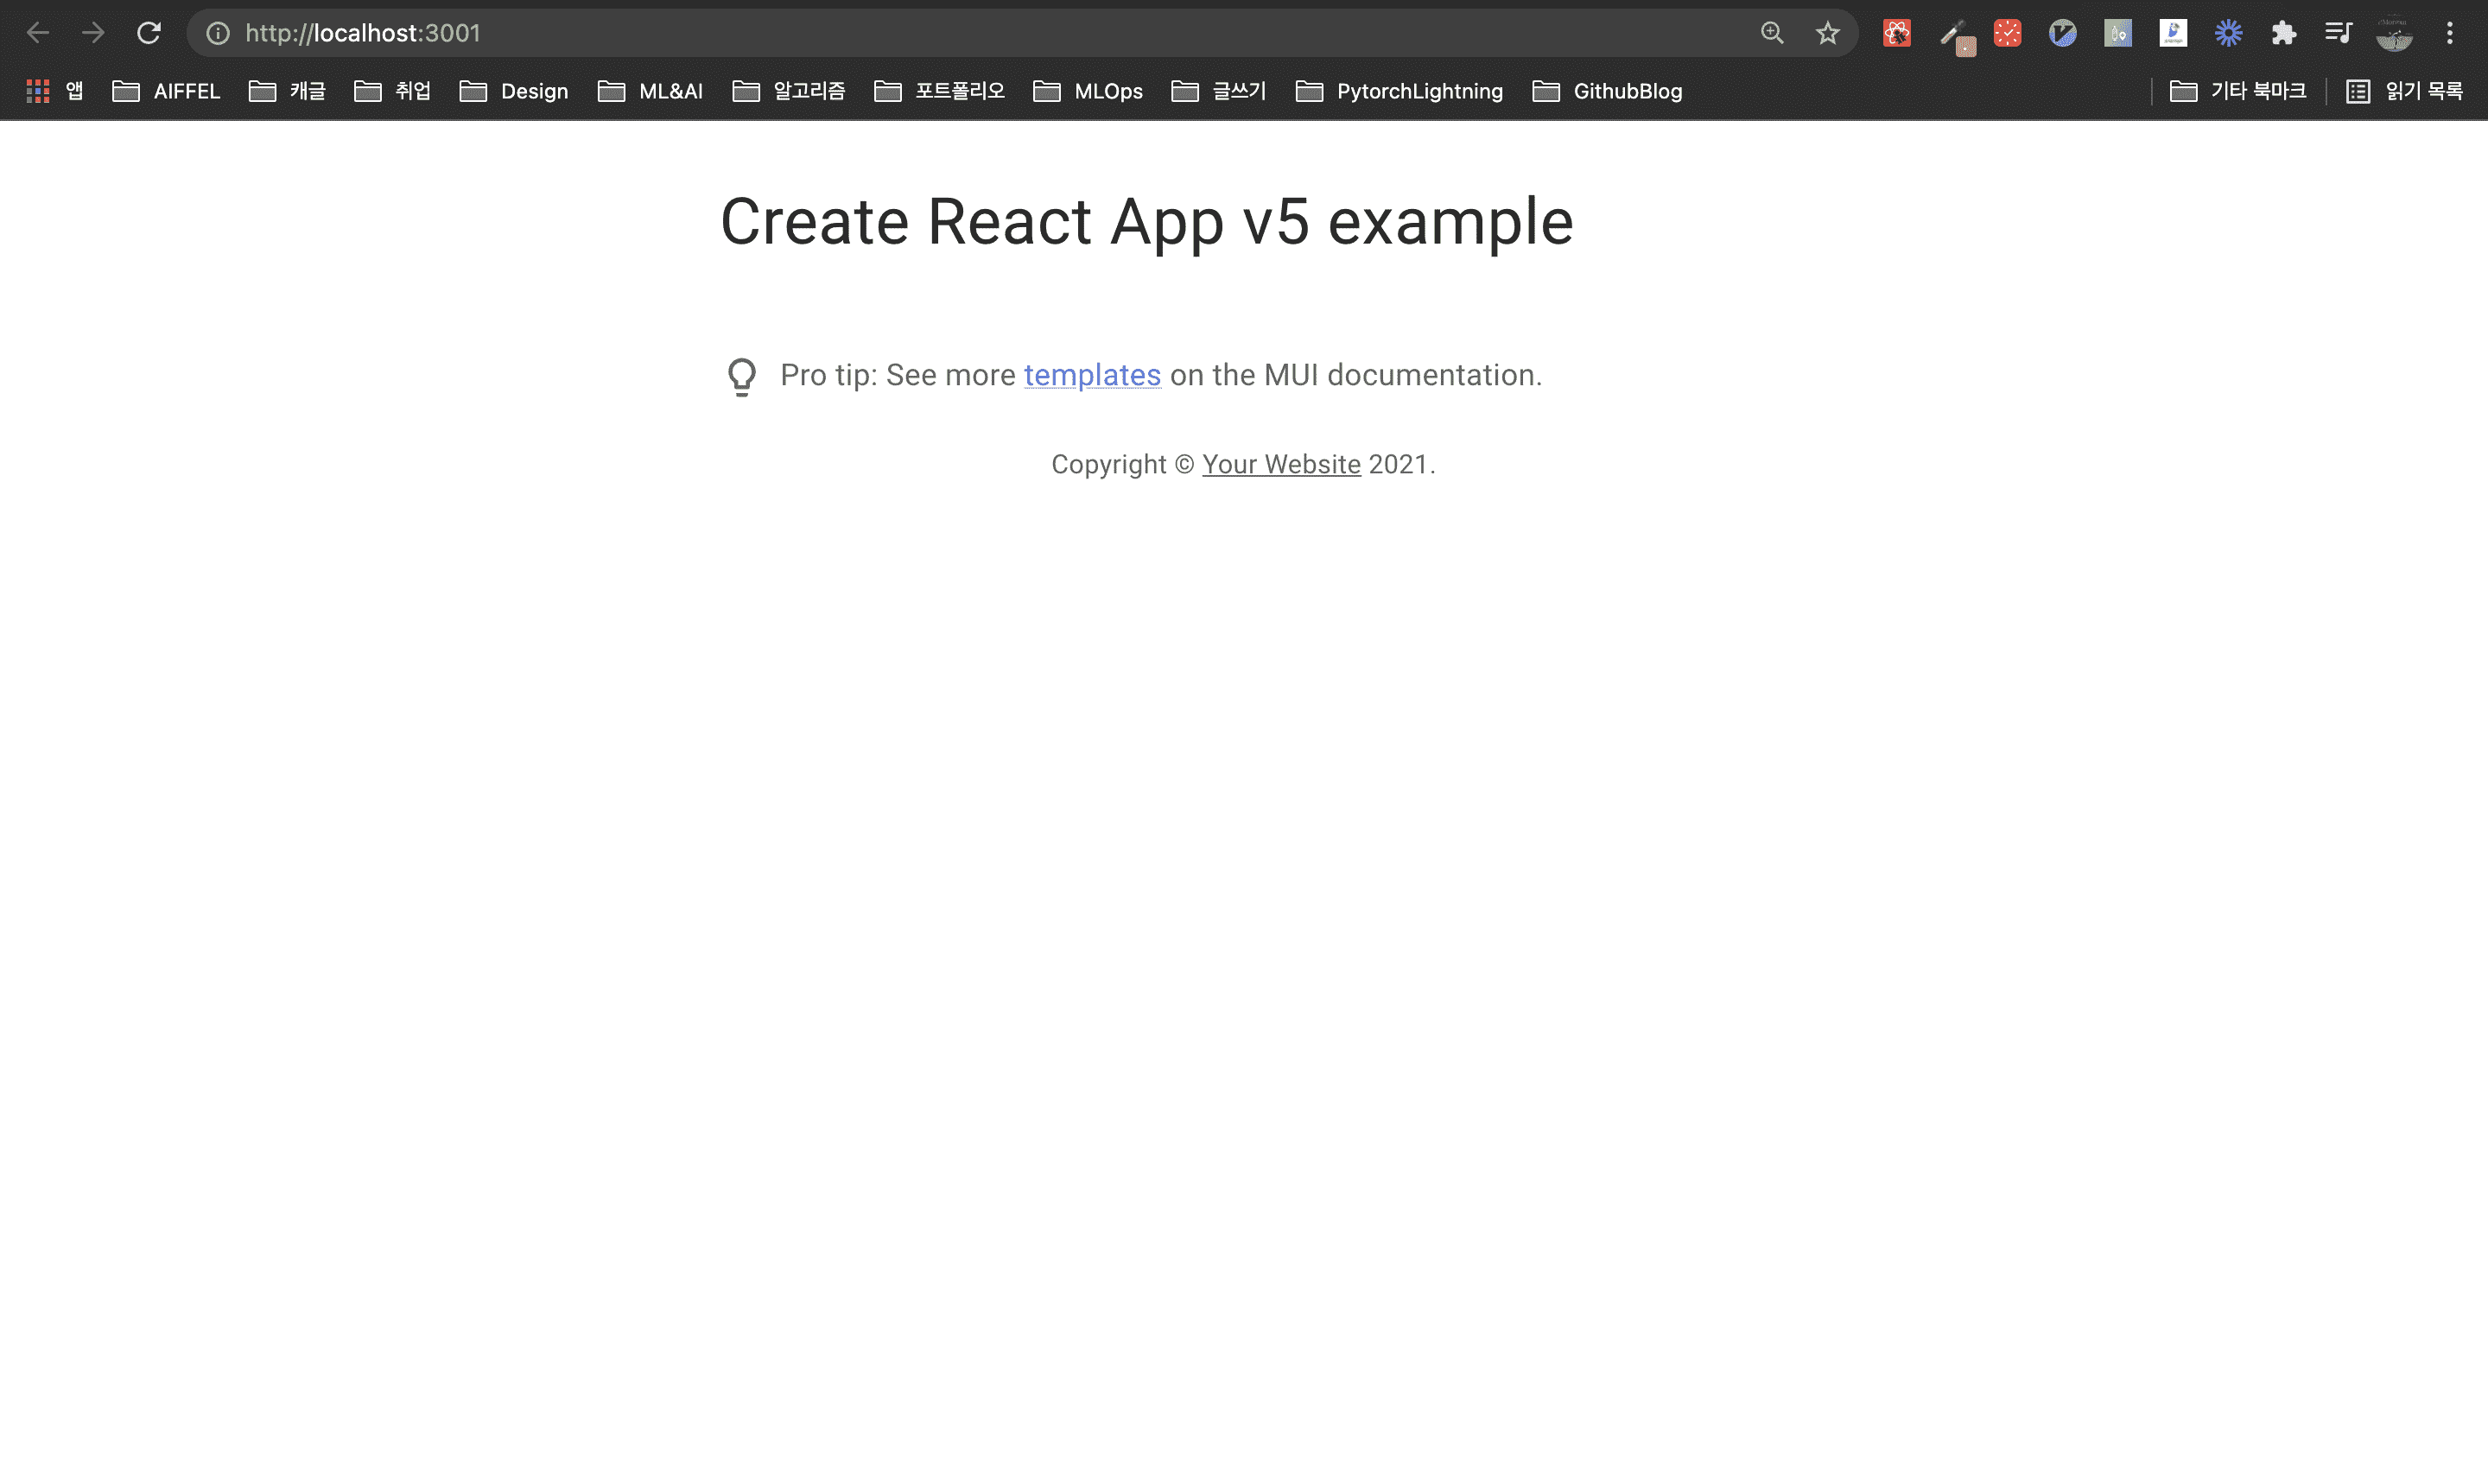 http://localhost:3001
앱 AIFFEL 캐글 취업 Design ML&AI 알고리즘 포트폴리오 MLOps 글쓰기 PytorchLightning GithubBlog 기타 북마크 읽기 목록
Create React App v5 example
Pro tip: See more templates on the MUI documentation.
Copyright © Your Website 2021.